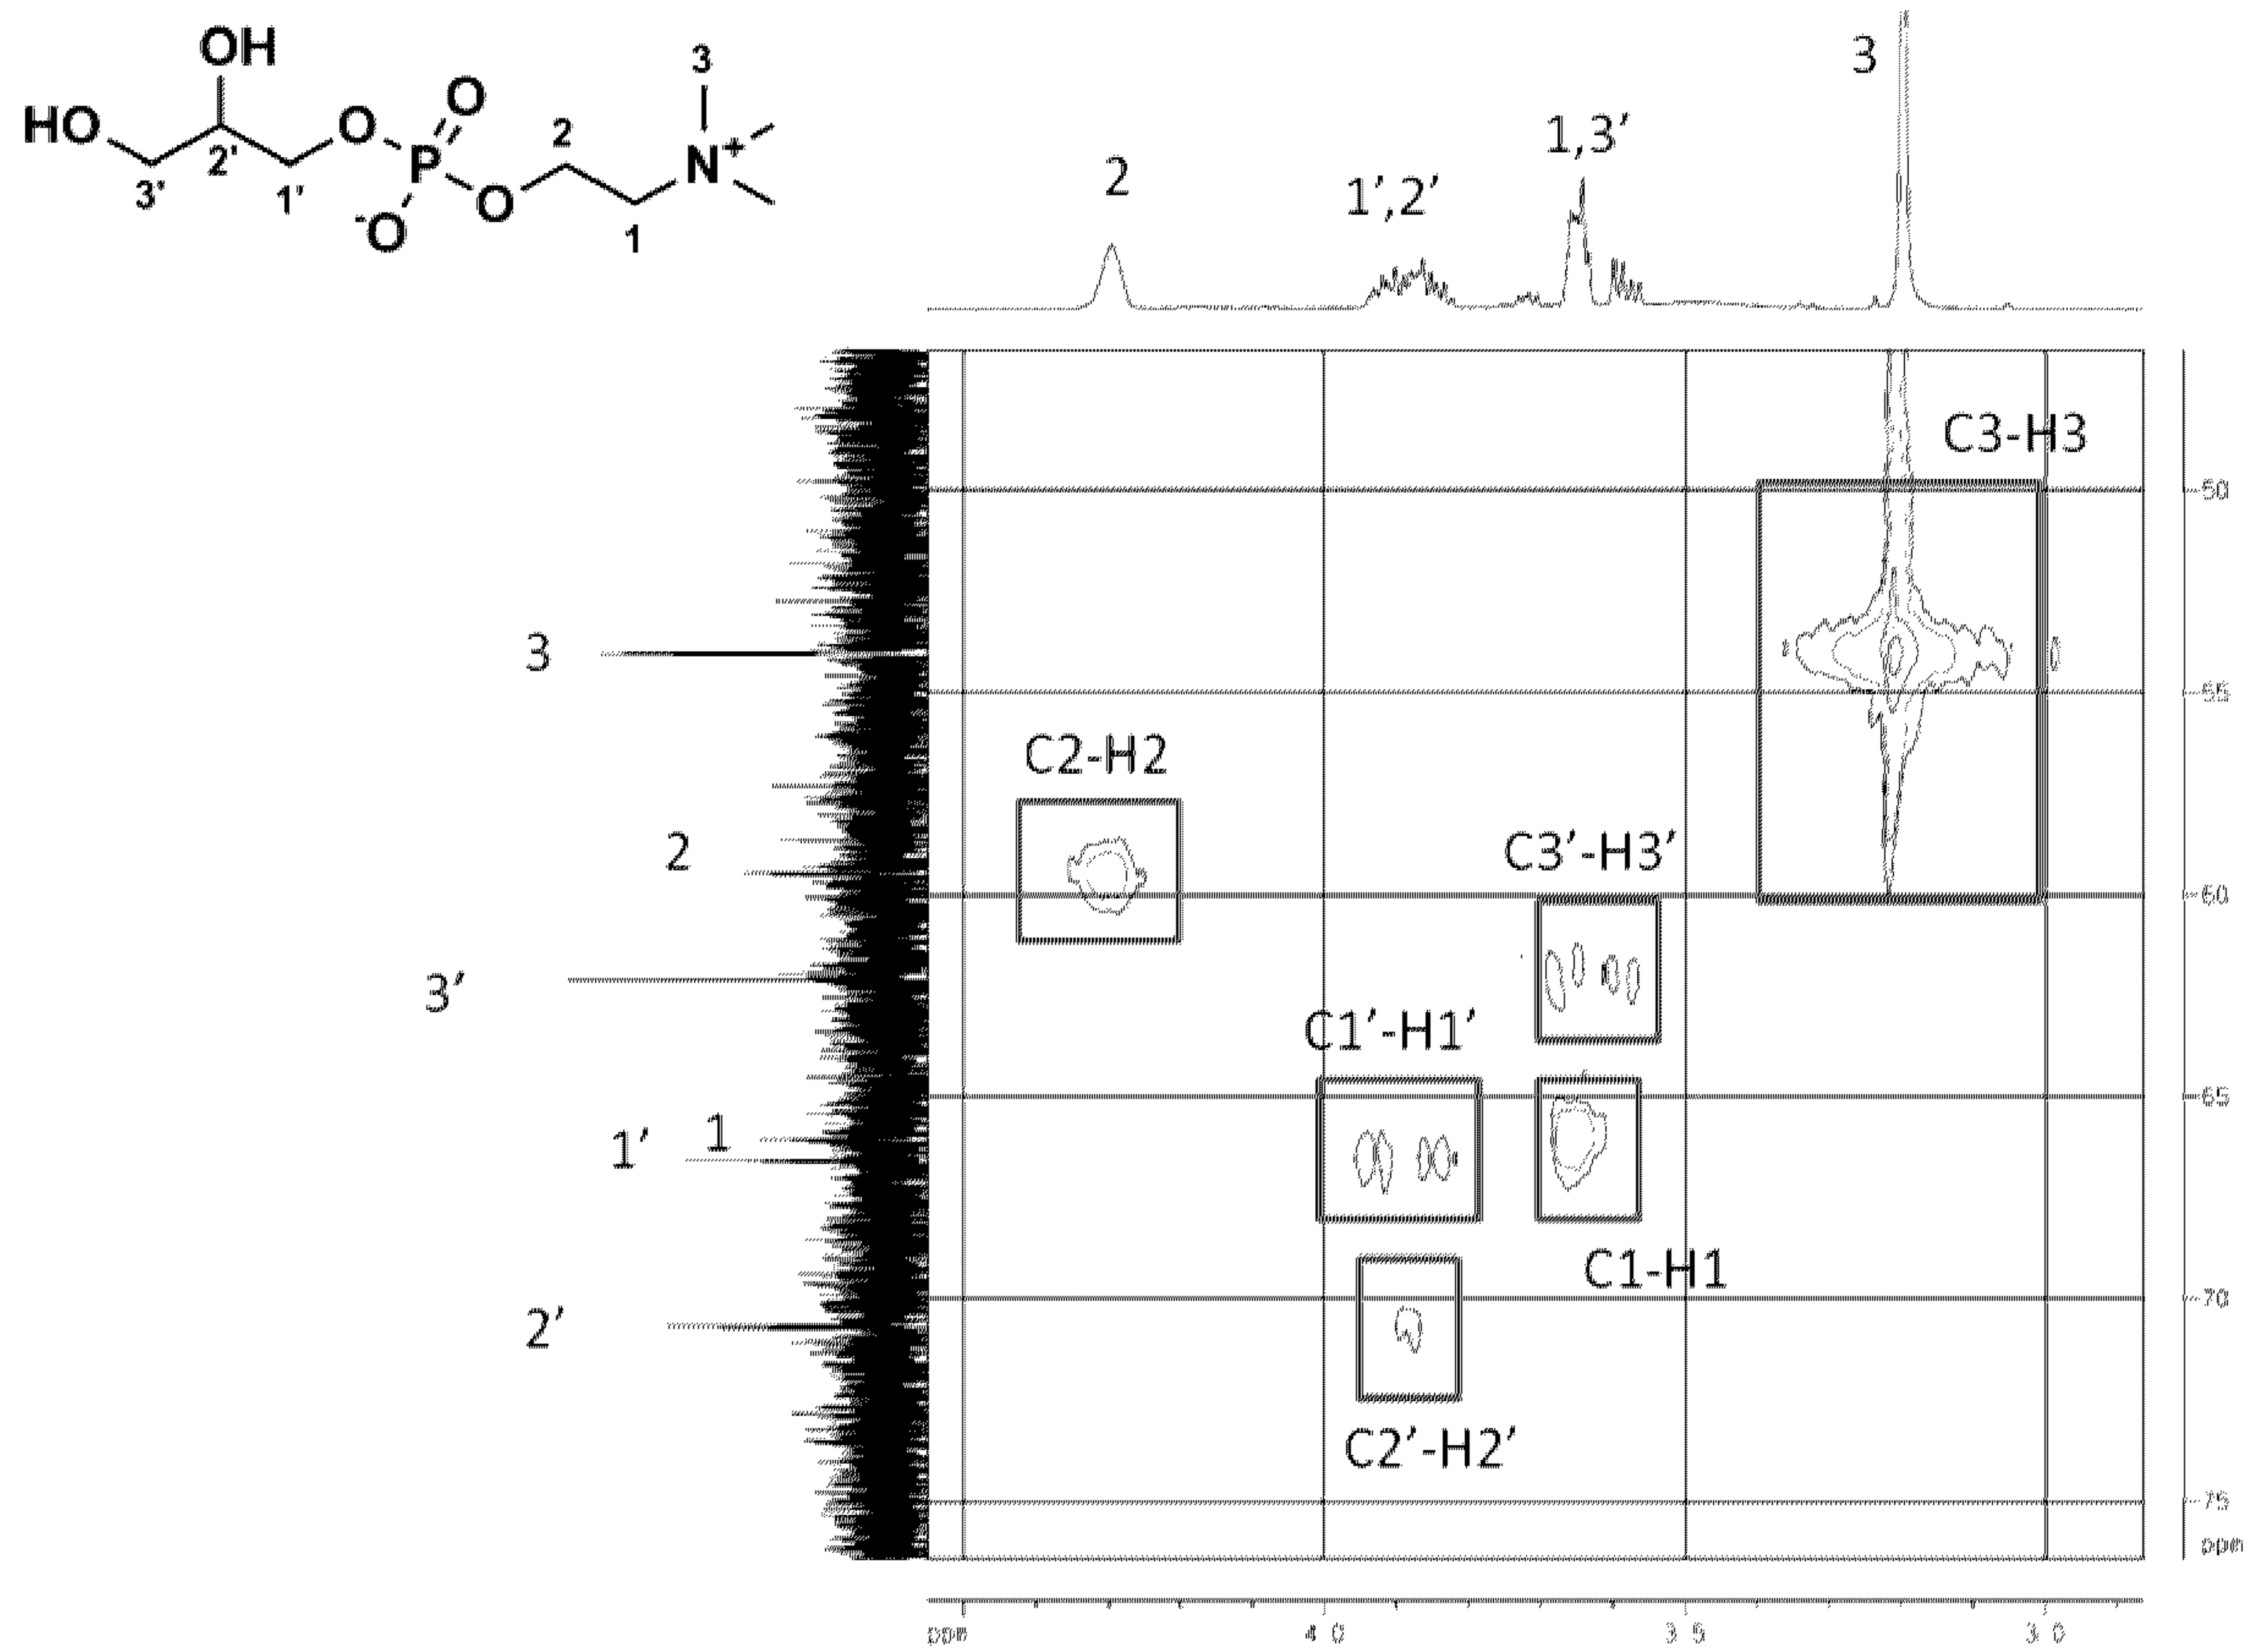 OH
HO
O
O
P
-O
O
N+
3
2
1
3'
2'
1'
2
1',2'
1,3'
3
C3-H3
C2-H2
C3'-H3'
C1'-H1'
C1-H1
C2'-H2'
3
2
3'
1
1'
2'
50
55
60
65
70
75
ppm
ppm
4 0
3 5
3 0